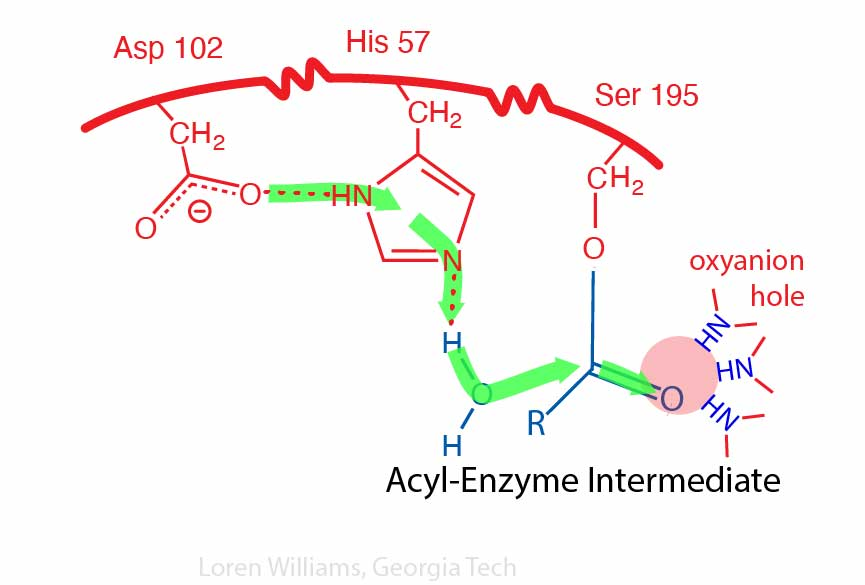 Asp 102
His 57
Ser 195
CH2
CH2
CH2
O
HN
O
⊖
N
O
oxyanion
hole
HN
HN
HN
H
O
H
R
O
Acyl-Enzyme Intermediate
Loren Williams, Georgia Tech